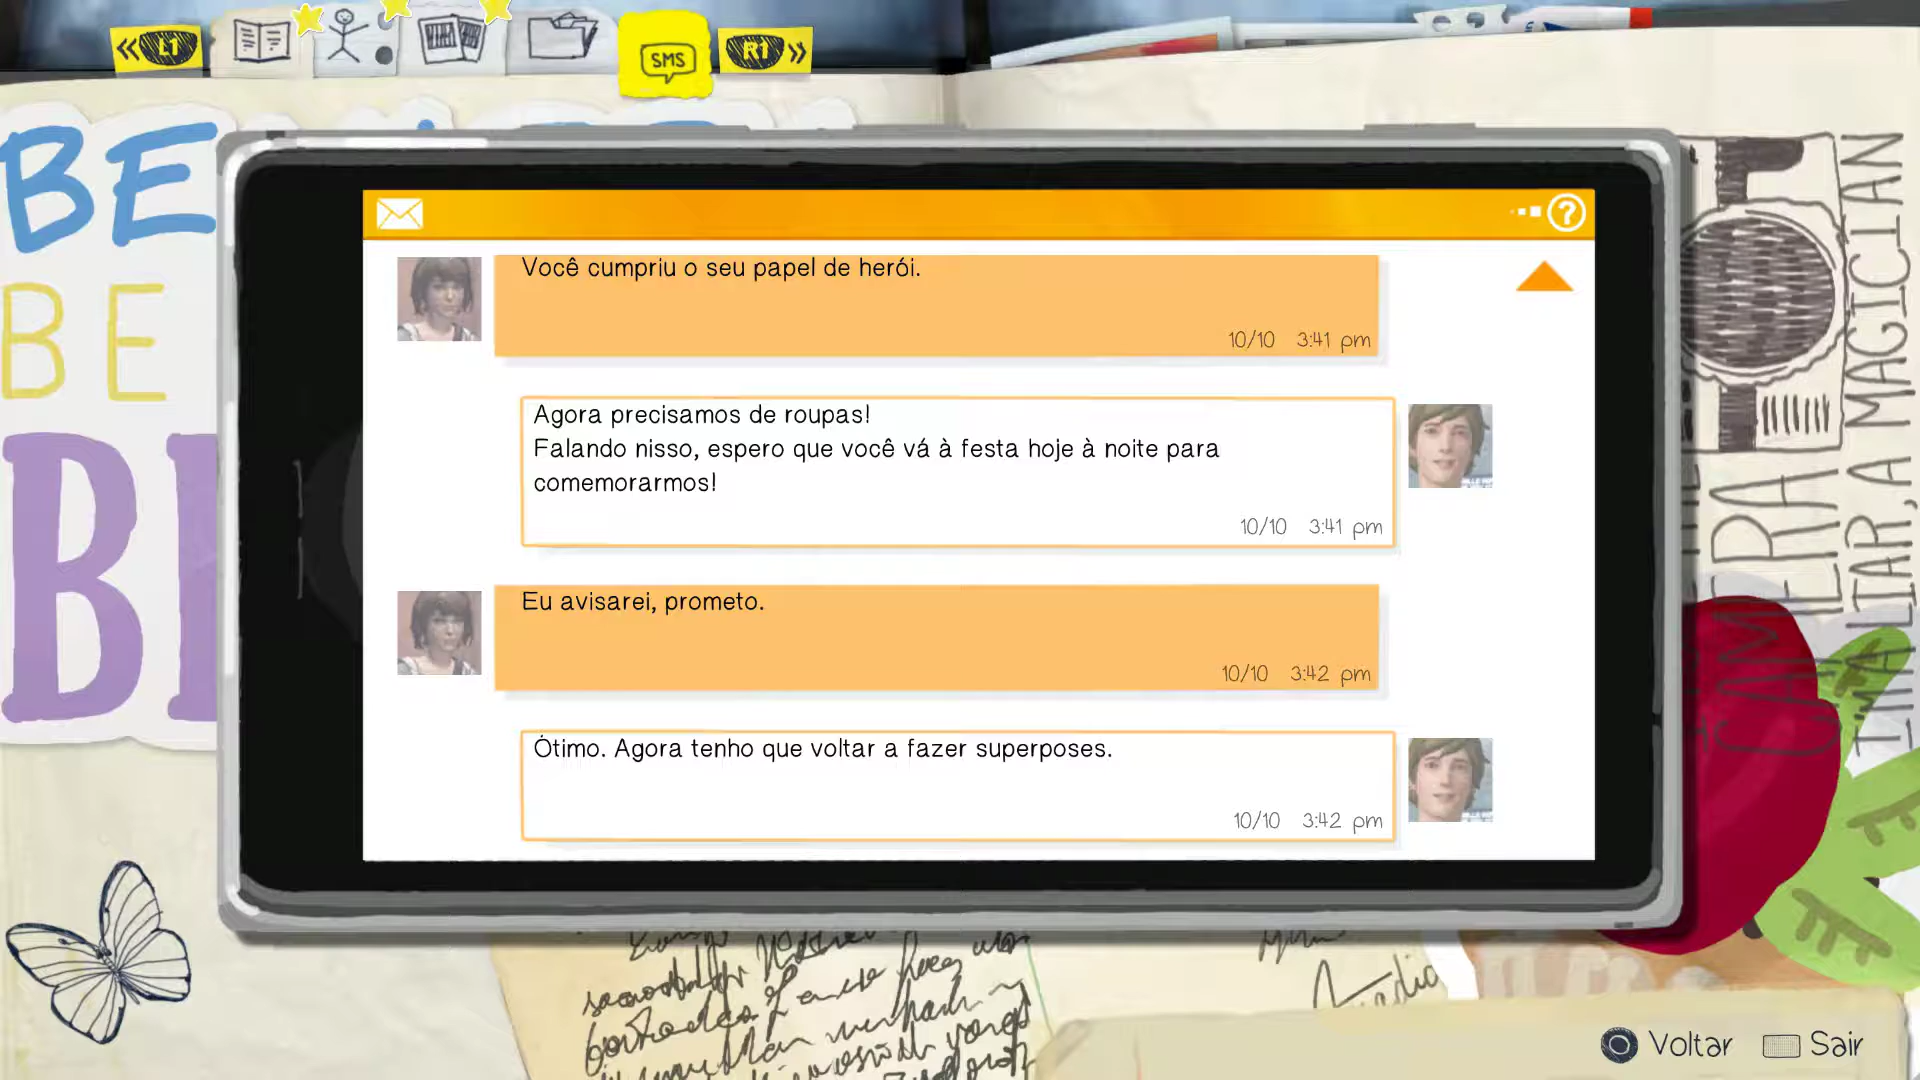 L1
SMS
R1
BE
BE
Você cumpriu o seu papel de herói.
10/10 3:41 pm
Agora precisamos de roupas!
Falando nisso, espero que você vá à festa hoje à noite para
comemorarmos!
10/10 3:41 pm
Eu avisarei, prometo.
10/10 3:42 pm
Ótimo. Agora tenho que voltar a fazer superposes.
10/10 3:42 pm
CAMERA
LIAR, A MAGICIAN
Voltar
Sair